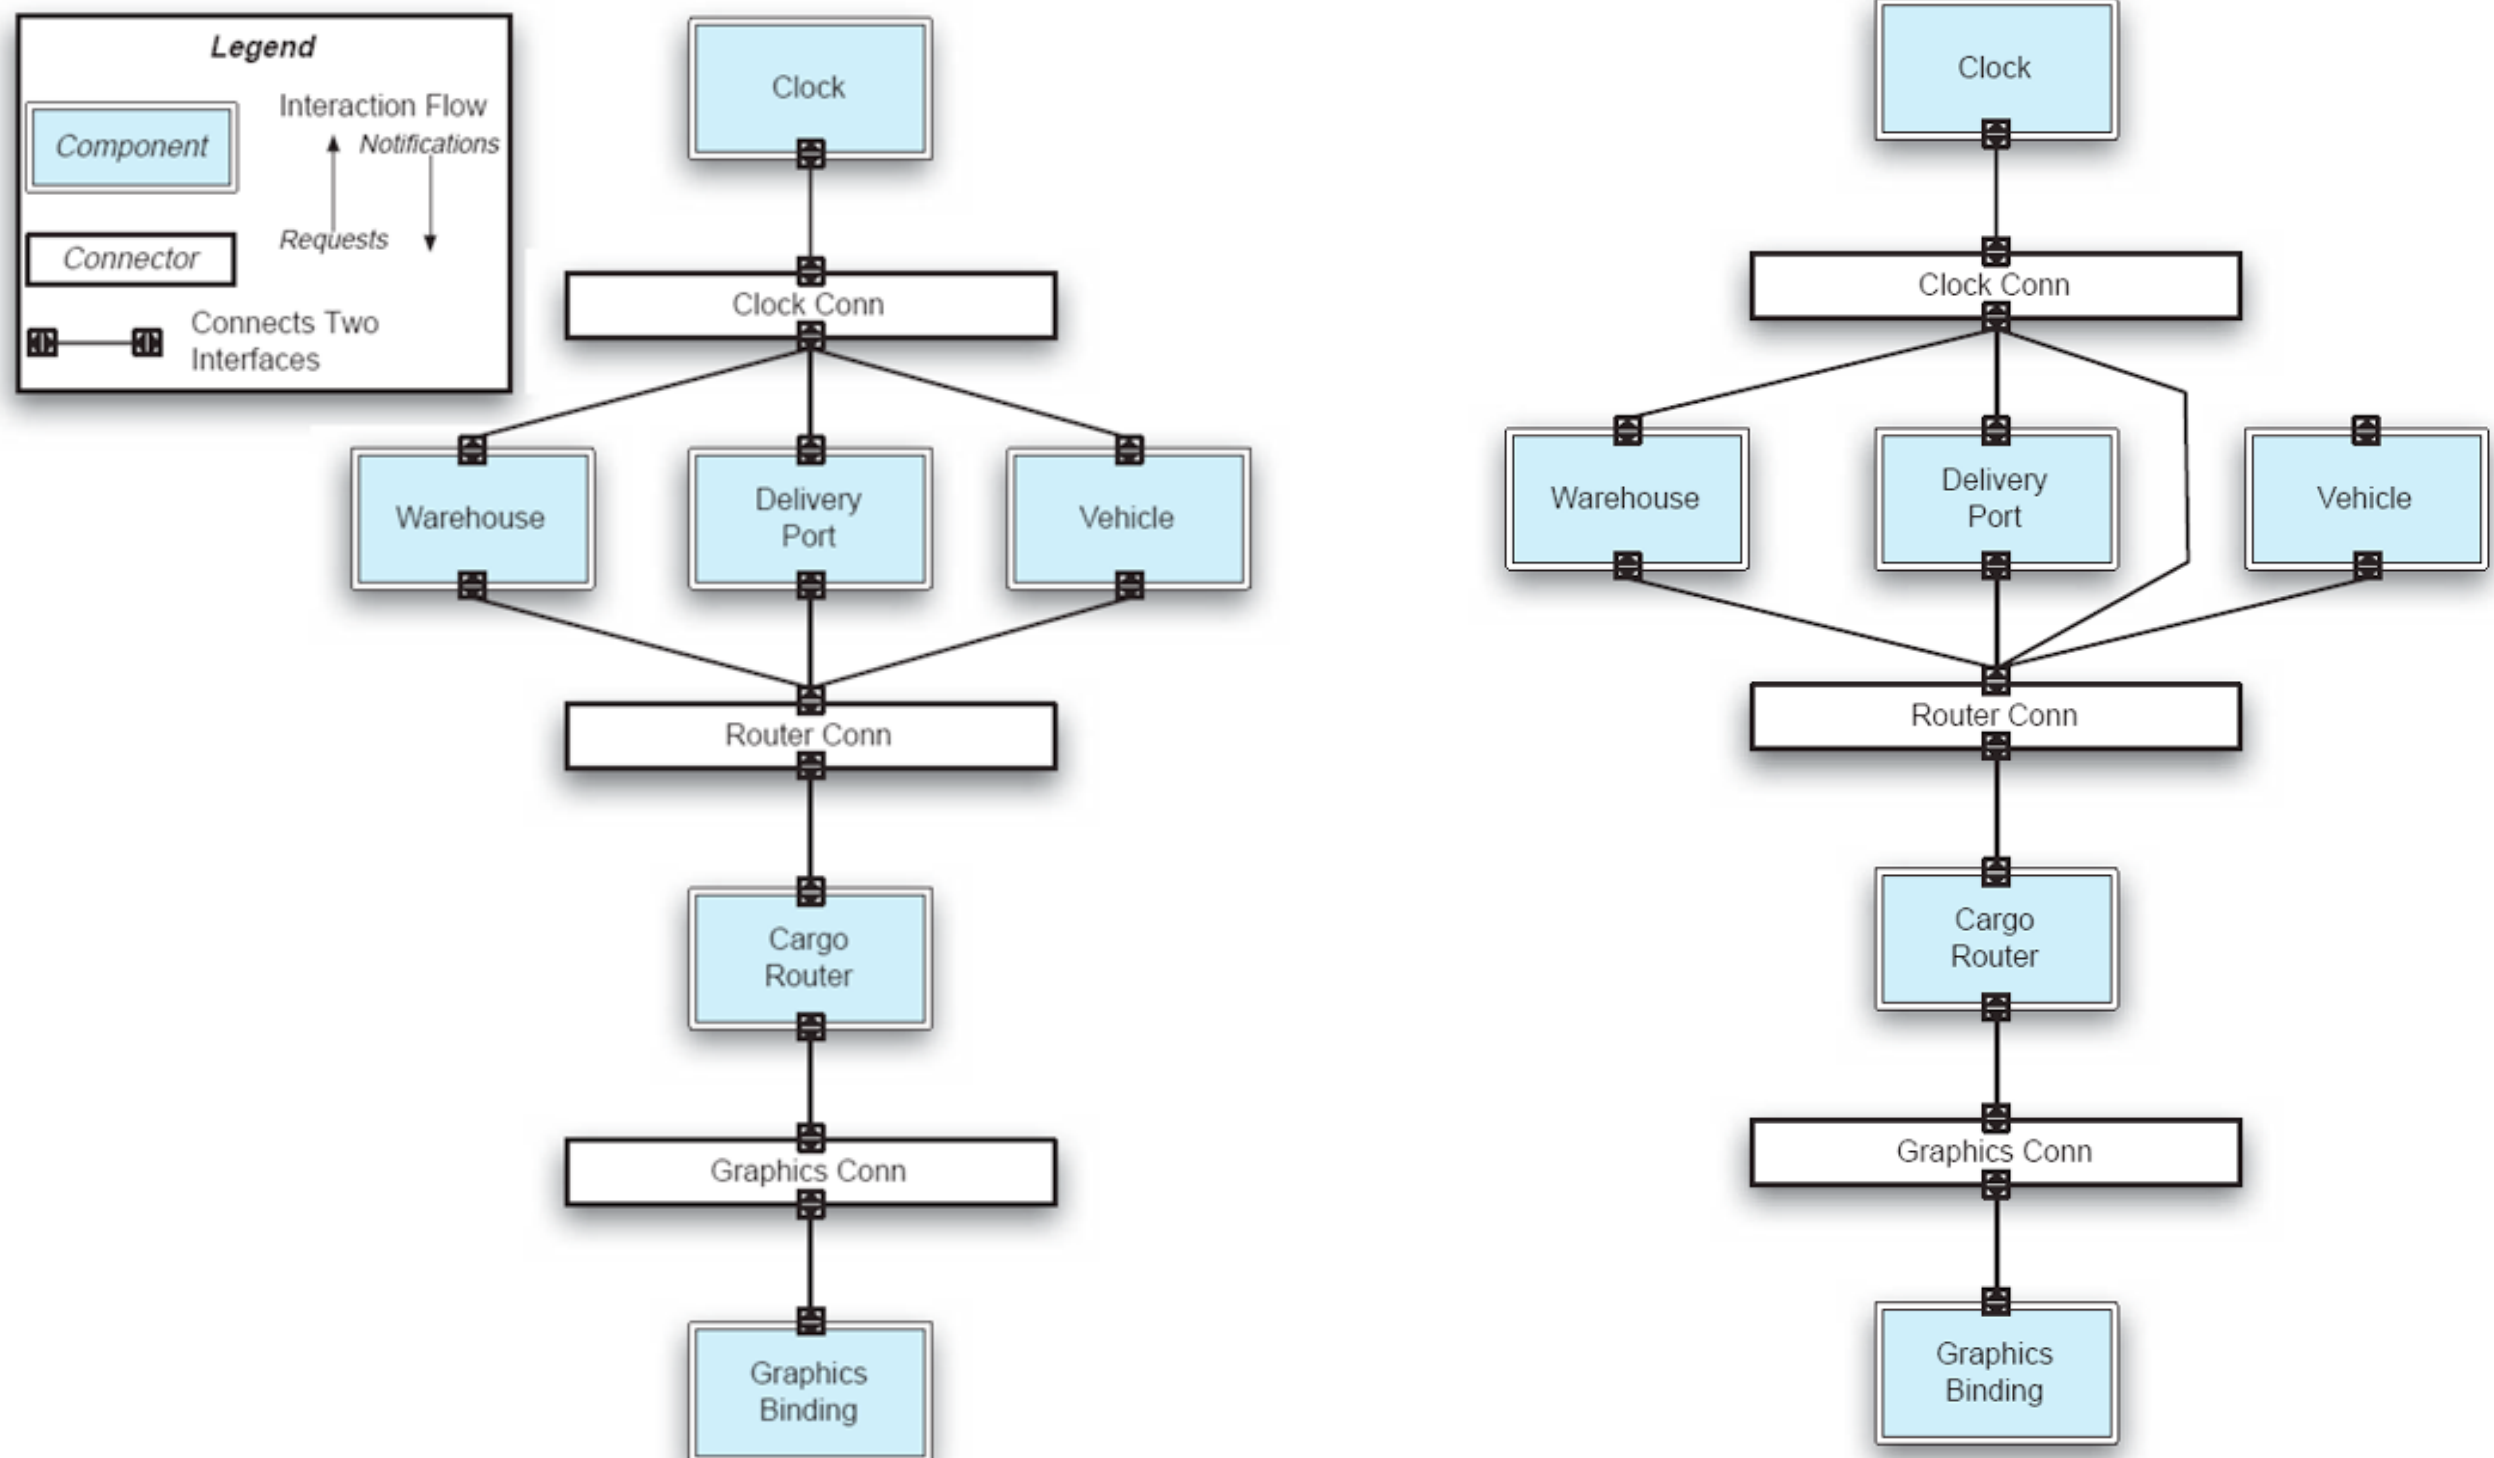 Legend
Component
Interaction Flow
Notifications
Requests
Connector
Connects Two
Interfaces
Clock
Clock Conn
Warehouse
Delivery
Port
Vehicle
Router Conn
Cargo
Router
Graphics Conn
Graphics
Binding
Clock
Clock Conn
Warehouse
Delivery
Port
Vehicle
Router Conn
Cargo
Router
Graphics Conn
Graphics
Binding